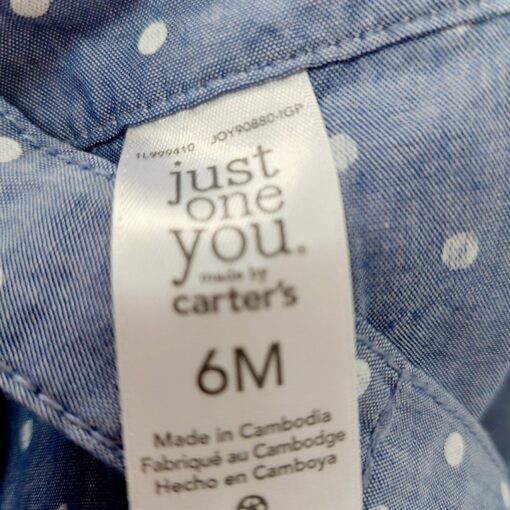 1L999410 JOY90880-1GP
just
one
you.
made by
carter's
6M
Made in Cambodia
Fabriqué au Cambodge
Hecho en Camboya